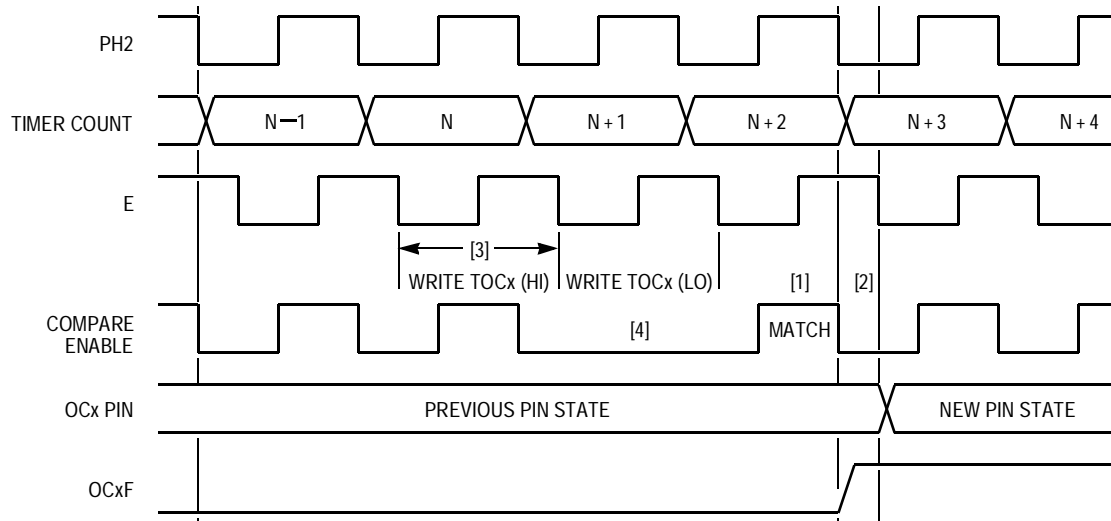 PH2
TIMER COUNT
N—1
N
N + 1
N + 2
N + 3
N + 4
E
[3]
WRITE TOCx (HI)
WRITE TOCx (LO)
[1]
[2]
COMPARE
ENABLE
[4]
MATCH
OCx PIN
PREVIOUS PIN STATE
NEW PIN STATE
OCxF